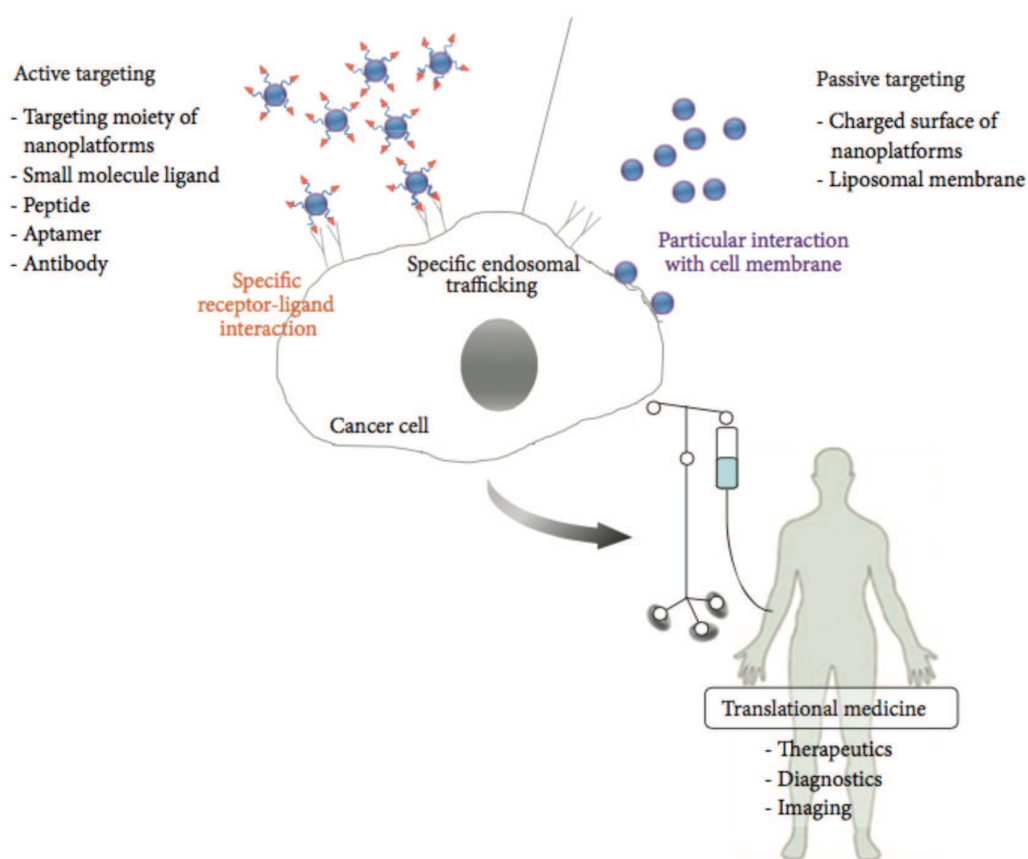 Active targeting
- Targeting moiety of
nanoplatforms
- Small molecule ligand
- Peptide
- Aptamer
- Antibody
Passive targeting
- Charged surface of
nanoplatforms
- Liposomal membrane
Specific
receptor-ligand
interaction
Specific endosomal
trafficking
Particular interaction
with cell membrane
Cancer cell
Translational medicine
- Therapeutics
- Diagnostics
- Imaging